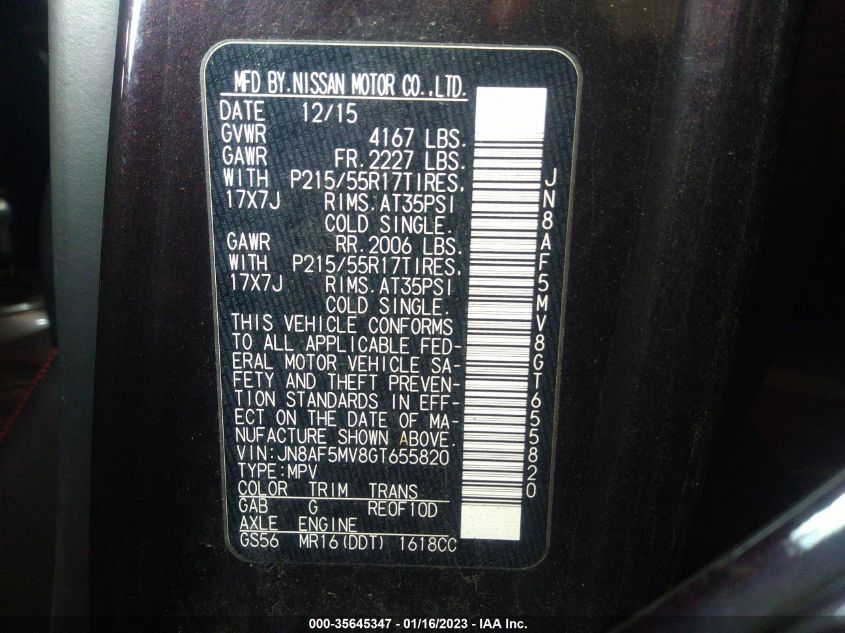 MFD BY.NISSAN MOTOR CO.,LTD.
DATE 12/15
GVWR 4167 LBS.
GAWR FR. 2227 LBS.
WITH P215/55R17TIRES,
17X7J RIMS.AT35PSI
COLD SINGLE.
GAWR RR. 2006 LBS.
WITH P215/55R17TIRES,
17X7J RIMS.AT35PSI
COLD SINGLE.
THIS VEHICLE CONFORMS
TO ALL APPLICABLE FED-
ERAL MOTOR VEHICLE SA-
FETY AND THEFT PREVEN-
TION STANDARDS IN EFF-
ECT ON THE DATE OF MA-
NUFACTURE SHOWN ABOVE.
VIN:JN8AF5MV8GT655820
TYPE:MPV
COLOR TRIM TRANS
GAB G RE0F10D
AXLE ENGINE
GS56 MR16(DDT) 1618CC
JN8AF5MV8GT655820
000-35645347 - 01/16/2023 - IAA Inc.